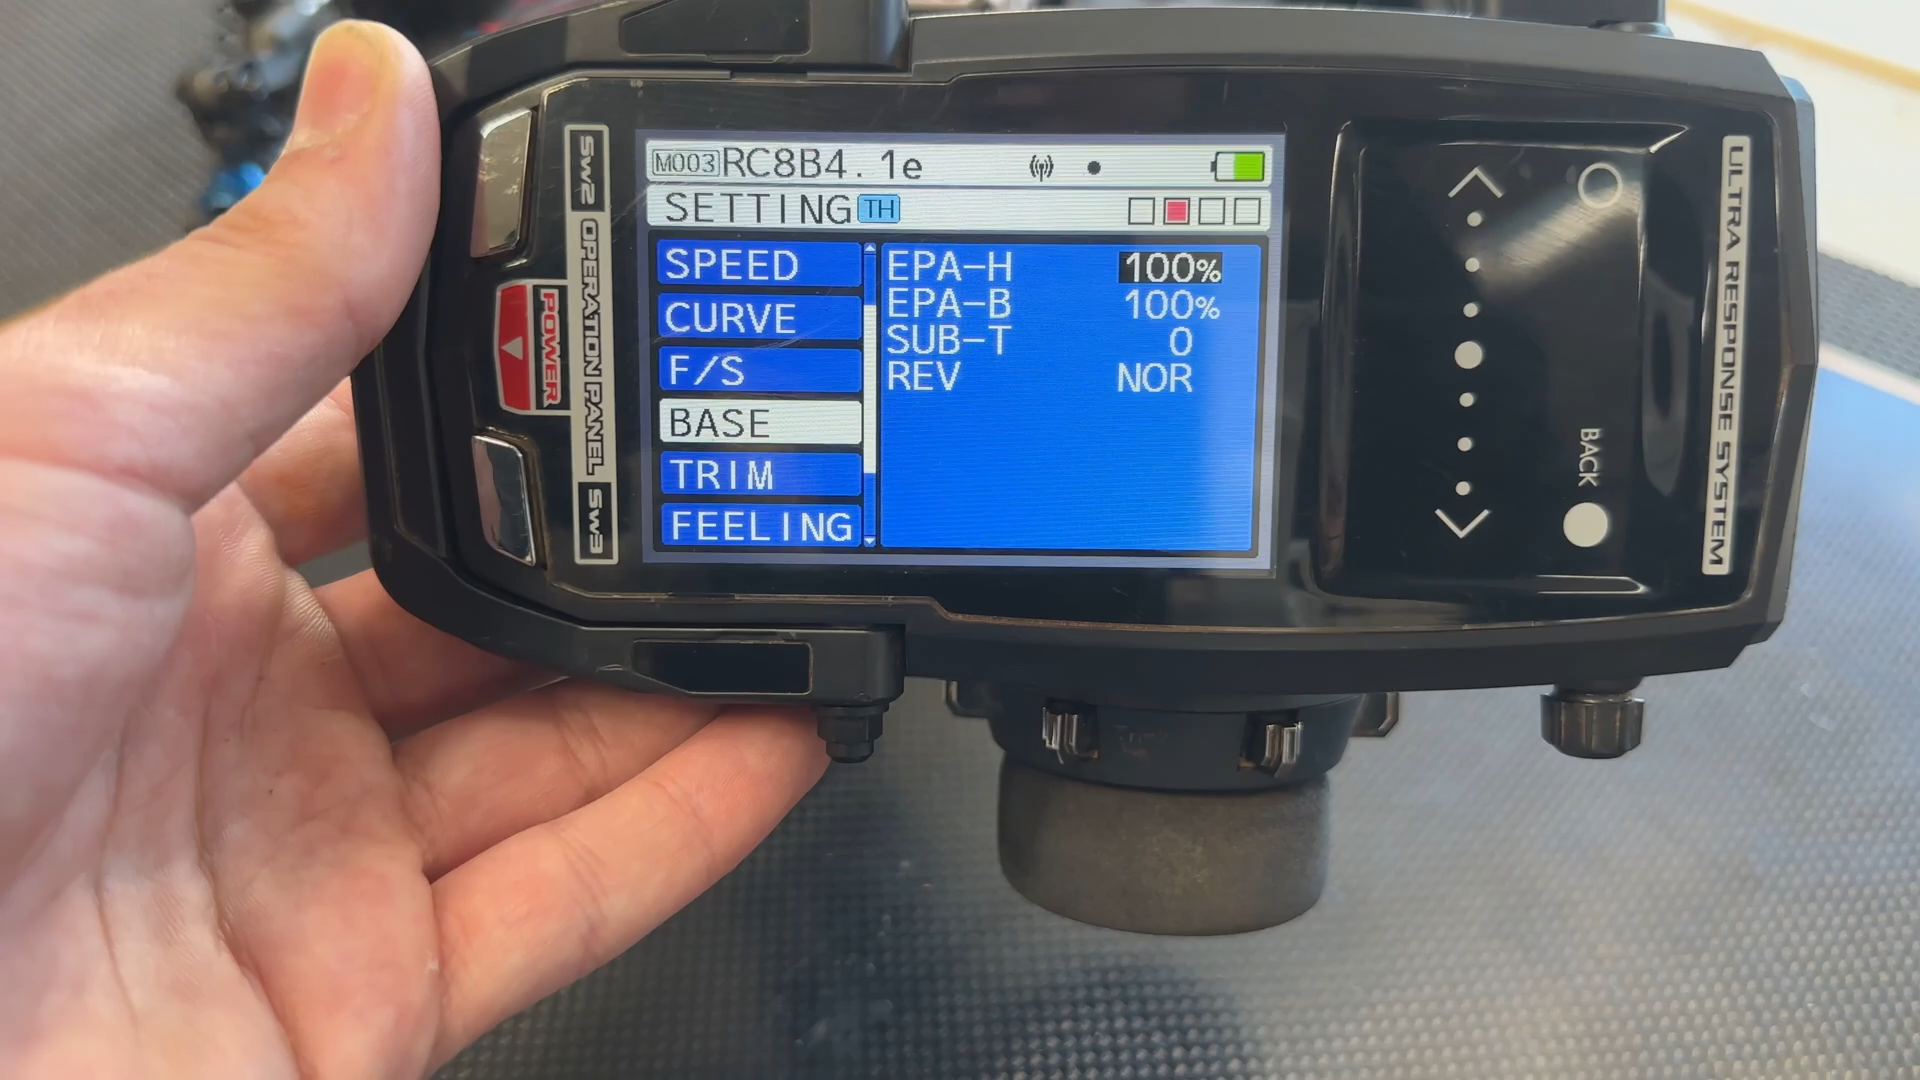 M003 RC8B4.1e
SETTING TH
SPEED
CURVE
F/S
BASE
TRIM
FEELING
EPA-H 100%
EPA-B 100%
SUB-T 0
REV NOR
SW2 OPERATION PANEL SW3
POWER
BACK
ULTRA RESPONSE SYSTEM